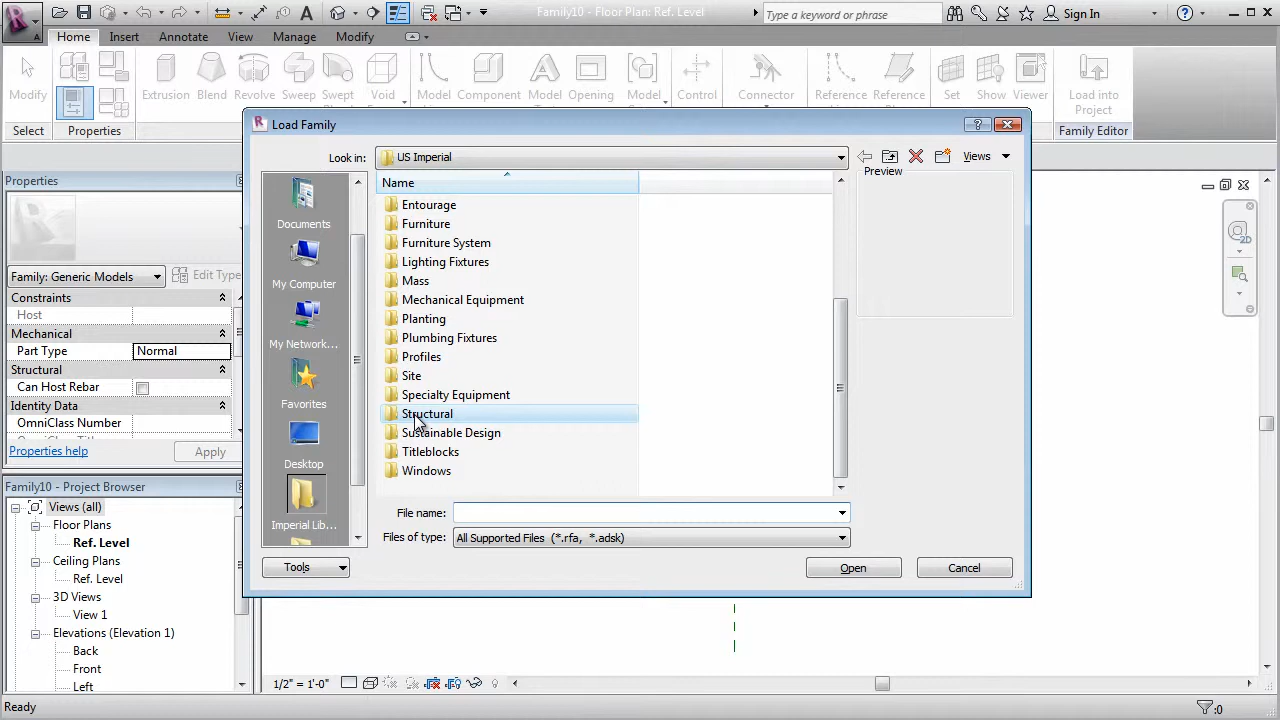 Family10 - Floor Plan: Ref. Level
Type a keyword or phrase
Sign In
Home
Insert
Annotate
View
Manage
Modify
Modify
Extrusion
Blend
Revolve
Sweep
Swept
Void
Model
Component
Model
Opening
Model
Control
Connector
Reference
Reference
Set
Show
Viewer
Load into
Project
Select
Properties
Family Editor
Load Family
Look in:
US Imperial
Views
Name
Preview
Entourage
Furniture
Furniture System
Lighting Fixtures
Mass
Mechanical Equipment
Planting
Plumbing Fixtures
Profiles
Site
Specialty Equipment
Structural
Sustainable Design
Titleblocks
Windows
Documents
My Computer
My Network...
Favorites
Desktop
Imperial Lib...
File name:
Files of type:
All Supported Files (*.rfa, *.adsk)
Tools
Open
Cancel
Properties
Family: Generic Models
Edit Type
Constraints
Host
Mechanical
Part Type
Normal
Structural
Can Host Rebar
Identity Data
OmniClass Number
Properties help
Apply
Family10 - Project Browser
Views (all)
Floor Plans
Ref. Level
Ceiling Plans
Ref. Level
3D Views
View 1
Elevations (Elevation 1)
Back
Front
Left
1/2" = 1'-0"
Ready
:0
2D